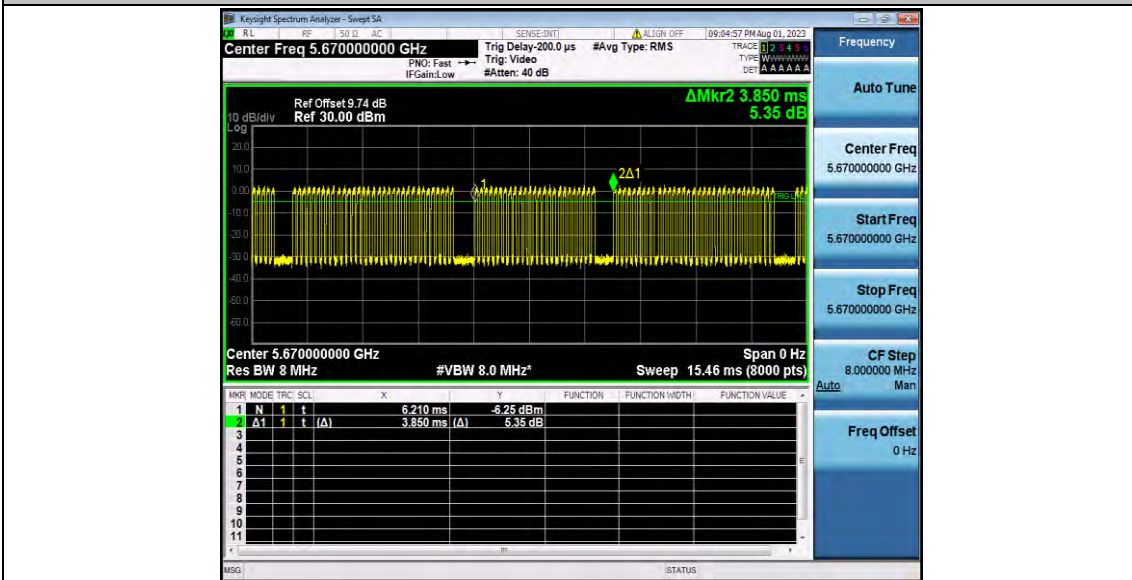 Keysight Spectrum Analyzer - Swept SA
RL RF 50 Ω AC SENSE:INT ALIGN OFF 09:04:57 PM Aug 01, 2023
Center Freq 5.670000000 GHz
PNO: Fast
IFGain:Low
Trig Delay-200.0 µs
Trig: Video
#Atten: 40 dB
#Avg Type: RMS
TRACE 1 2 3 4 5 6
TYPE WWWWWW
DET A A A A A A
ΔMkr2 3.850 ms
5.35 dB
Ref Offset 9.74 dB
10 dB/div Ref 30.00 dBm
Log
20.0
10.0
0.00
-10.0
-20.0
-30.0
-40.0
-50.0
-60.0
1
2Δ1
Center 5.670000000 GHz Span 0 Hz
Res BW 8 MHz #VBW 8.0 MHz* Sweep 15.46 ms (8000 pts)
MKR MODE TRC SCL X Y FUNCTION FUNCTION WIDTH FUNCTION VALUE
1 N 1 t 6.210 ms -6.25 dBm
2 Δ1 1 t (Δ) 3.850 ms (Δ) 5.35 dB
3
4
5
6
7
8
9
10
11
MSG STATUS
Frequency
Auto Tune
Center Freq
5.670000000 GHz
Start Freq
5.670000000 GHz
Stop Freq
5.670000000 GHz
CF Step
8.000000 MHz
Auto Man
Freq Offset
0 Hz